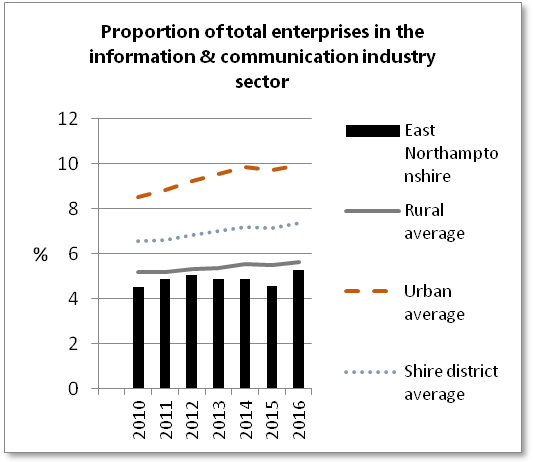 Proportion of total enterprises in the
information & communication industry
sector
12
10
8
6
4
2
0
%
2010
2011
2012
2013
2014
2015
2016
East
Northampto
nshire
Rural
average
Urban
average
Shire district
average